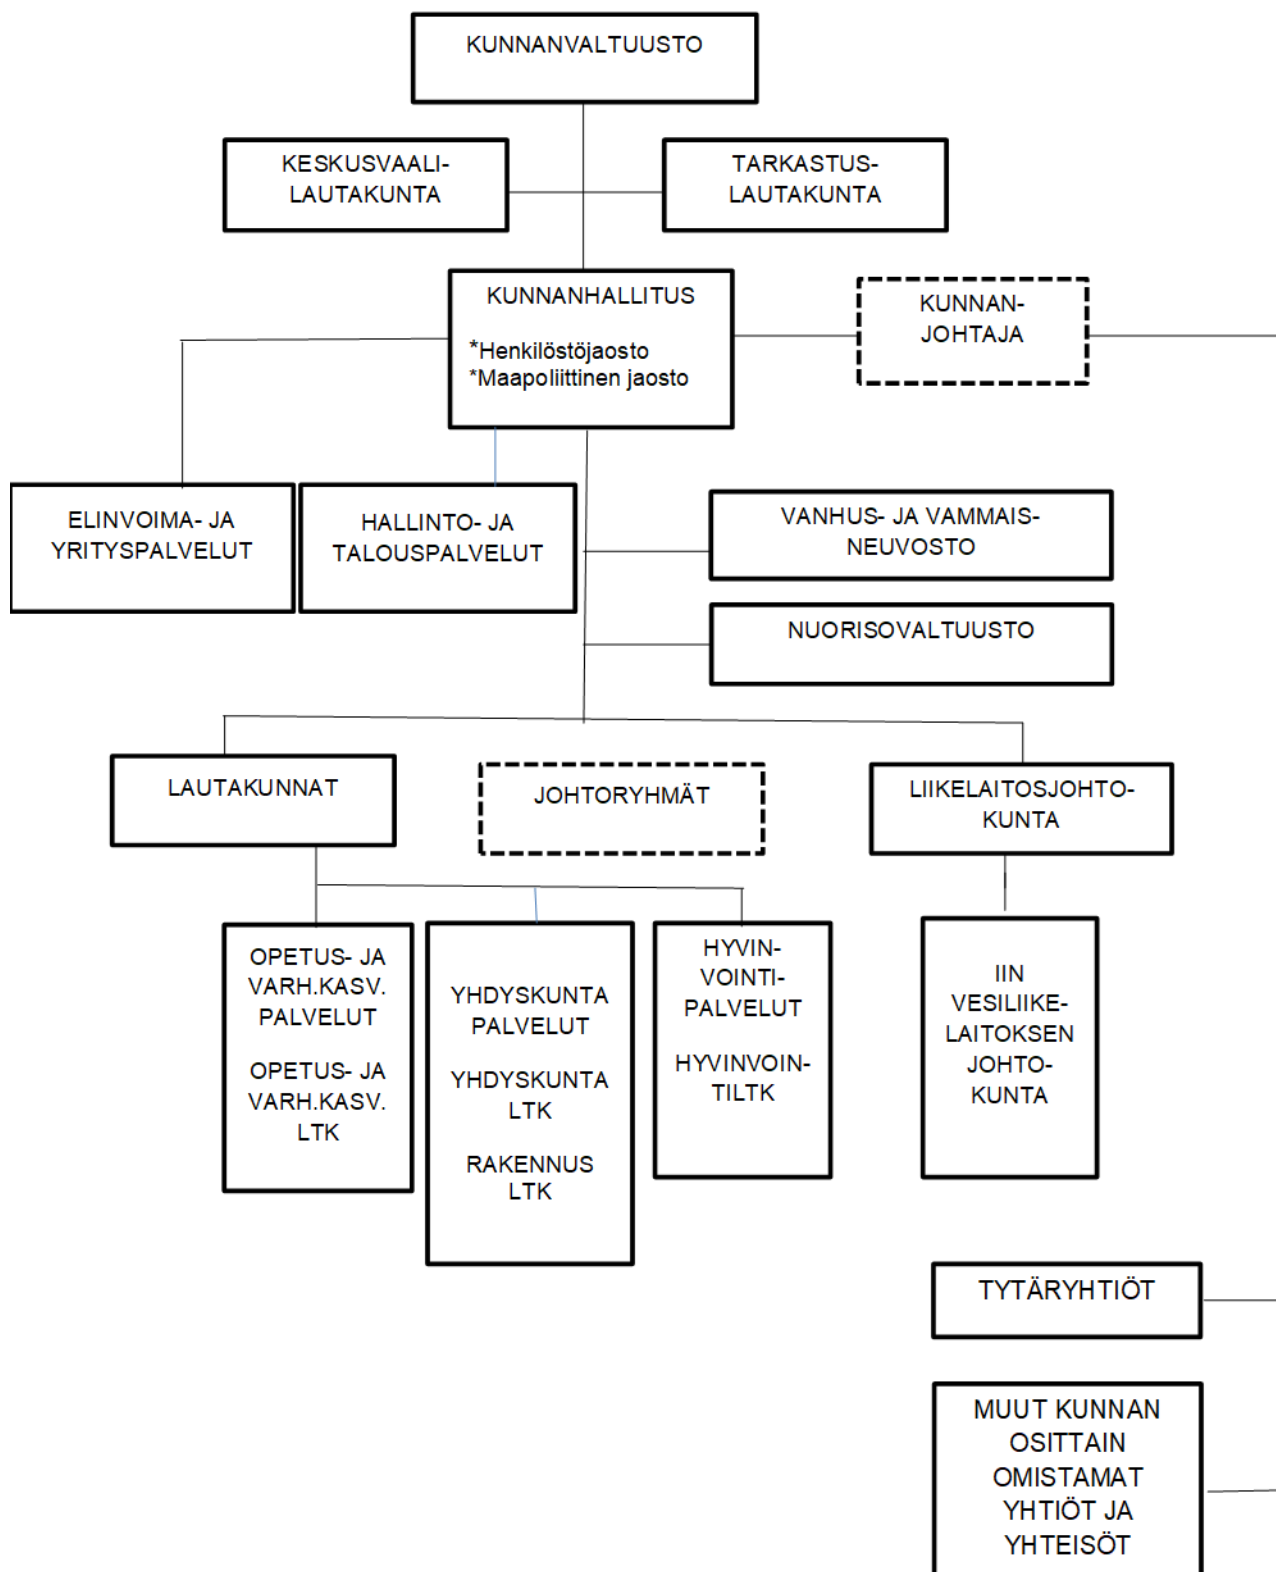 KUNNANVALTUUSTO
KESKUSVAALI-
LAUTAKUNTA
TARKASTUS-
LAUTAKUNTA
KUNNANHALLITUS
*Henkilöstöjaosto
*Maapoliittinen jaosto
KUNNAN-
JOHTAJA
ELINVOIMA- JA
YRITYSPALVELUT
HALLINTO- JA
TALOUSPALVELUT
VANHUS- JA VAMMAIS-
NEUVOSTO
NUORISOVALTUUSTO
LAUTAKUNNAT
JOHTORYHMÄT
LIIKELAITOSJOHTO-
KUNTA
OPETUS- JA
VARH.KASV.
PALVELUT
OPETUS- JA
VARH.KASV.
LTK
YHDYSKUNTA
PALVELUT
YHDYSKUNTA
LTK
RAKENNUS
LTK
HYVIN-
VOINTI-
PALVELUT
HYVINVOIN-
TILTK
IIN
VESILIIKE-
LAITOKSEN
JOHTO-
KUNTA
TYTÄRYHTIÖT
MUUT KUNNAN
OSITTAIN
OMISTAMAT
YHTIÖT JA
YHTEISÖT